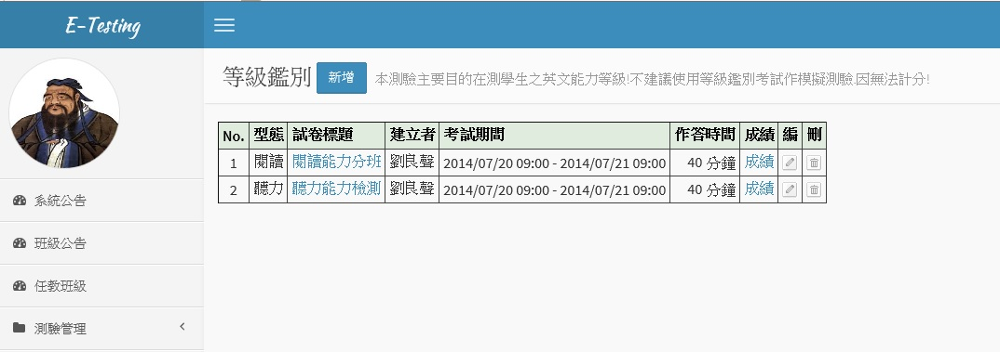 E-Testing
等級鑑別 新增 本測驗主要目的在測學生之英文能力等級!不建議使用等級鑑別考試作模擬測驗.因無法計分!
No. 型態 試卷標題 建立者 考試期間 作答時間 成績 編 刪
1 閱讀 閱讀能力分班 劉良聲 2014/07/20 09:00 - 2014/07/21 09:00 40 分鐘 成績
2 聽力 聽力能力檢測 劉良聲 2014/07/20 09:00 - 2014/07/21 09:00 40 分鐘 成績
系統公告
班級公告
任教班級
測驗管理